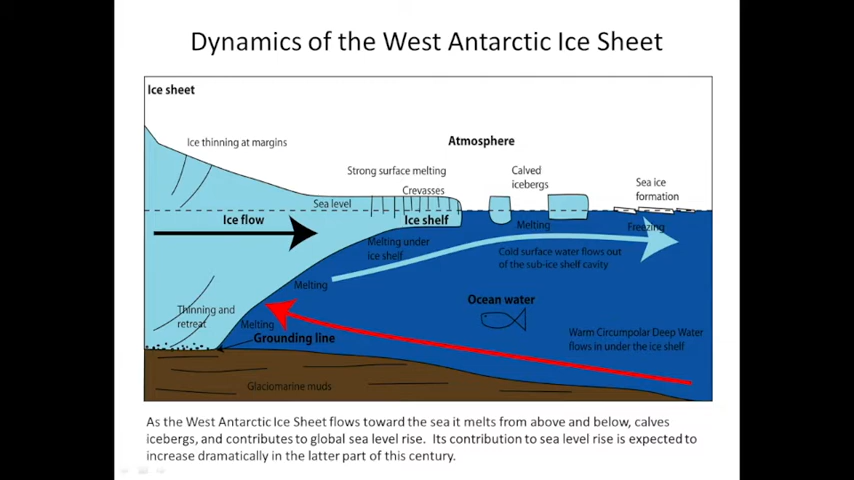 Dynamics of the West Antarctic Ice Sheet
Ice sheet
Ice thinning at margins
Atmosphere
Strong surface melting
Calved
icebergs
Crevasses
Sea ice
formation
Sea level
Ice flow
Ice shelf
Melting
Freezing
Melting under
ice shelf
Cold surface water flows out
of the sub-ice shelf cavity
Melting
Ocean water
Thinning and
retreat
Melting
Grounding line
Warm Circumpolar Deep Water
flows in under the ice shelf
Glaciomarine muds
As the West Antarctic Ice Sheet flows toward the sea it melts from above and below, calves
icebergs, and contributes to global sea level rise.  Its contribution to sea level rise is expected to
increase dramatically in the latter part of this century.